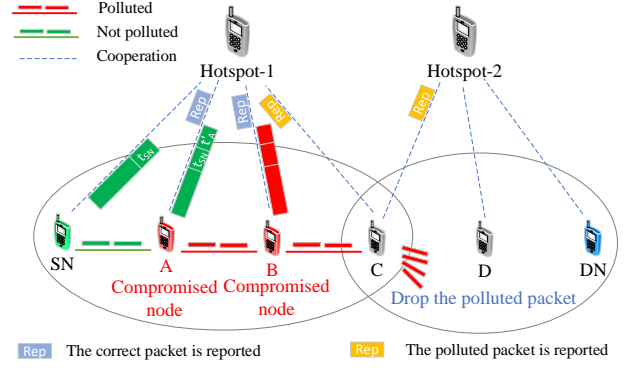 Polluted
Not polluted
Cooperation
Hotspot-1
Hotspot-2
Rep
Rep
Rep
Rep
tSN
tSN t'A
SN
A
B
C
D
DN
Compromised
node
Compromised
node
Drop the polluted packet
Rep The correct packet is reported
Rep The polluted packet is reported